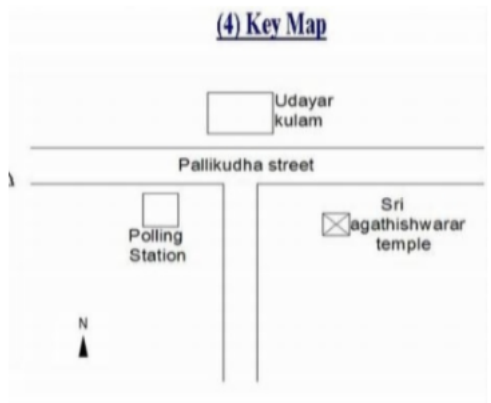 (4) Key Map
Udayar
kulam
Pallikudha street
Polling
Station
Sri
agathishwarar
temple
N